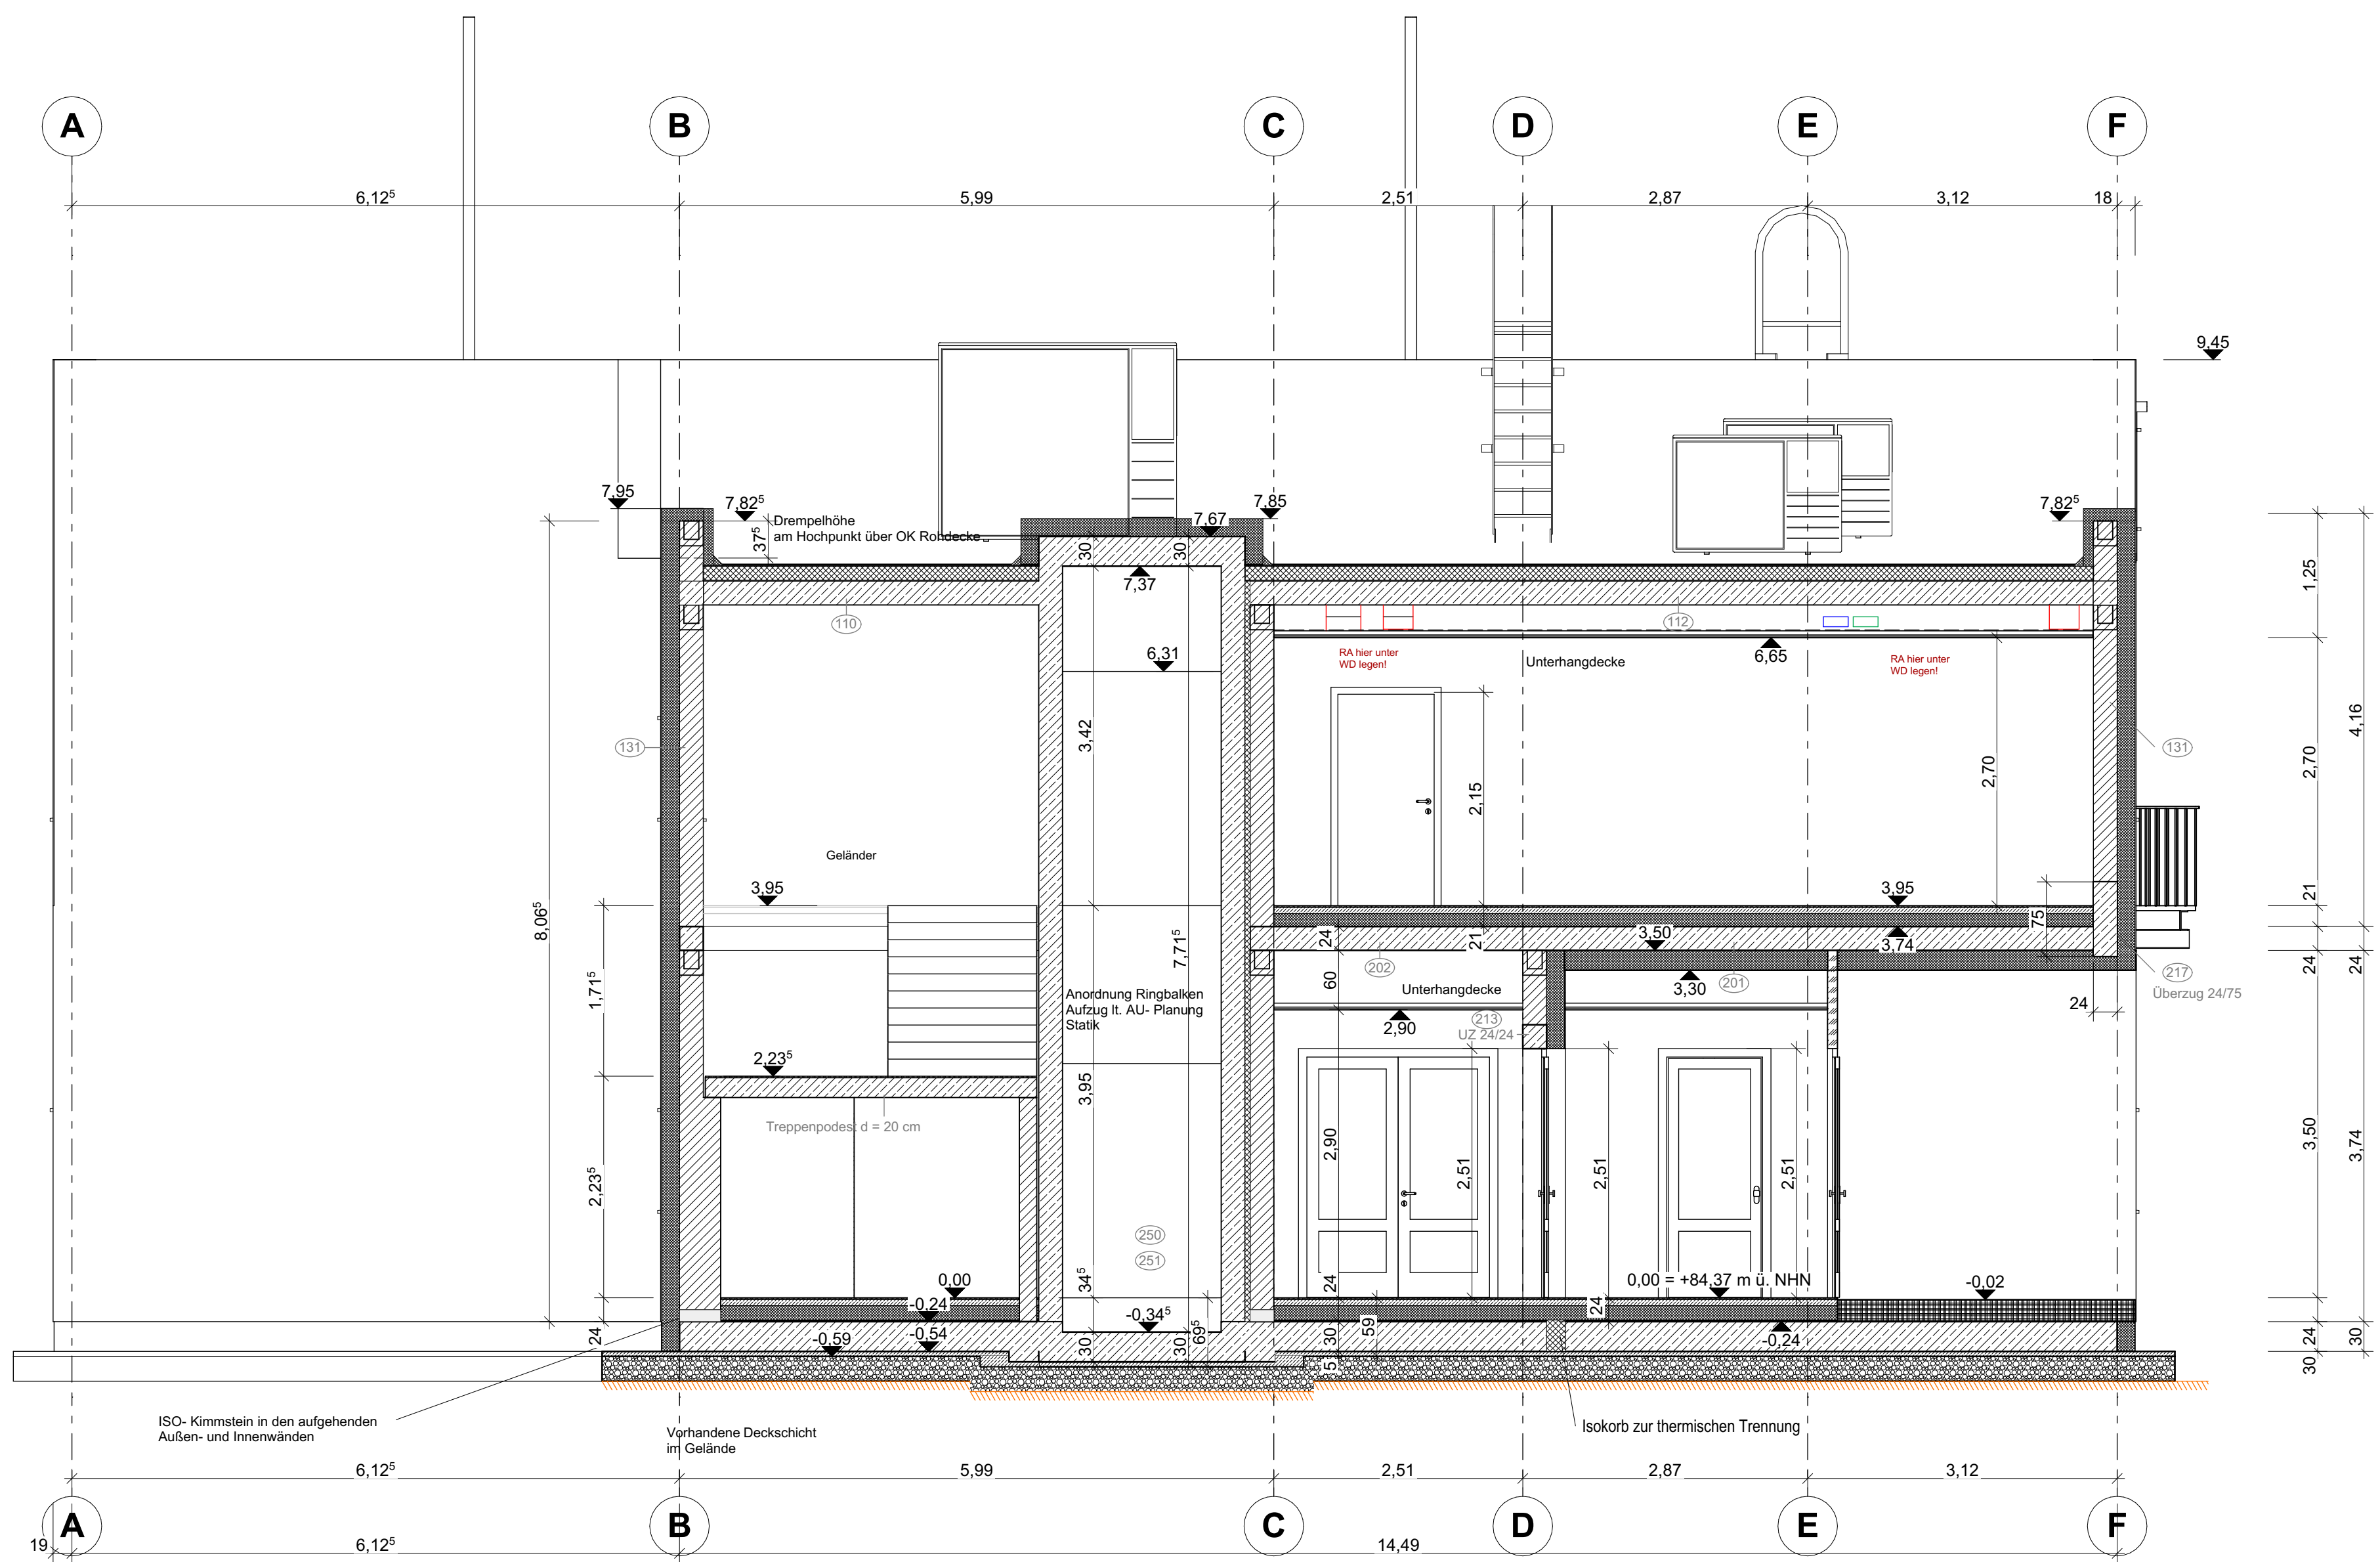 A
B
C
D
E
F
6,12⁵
5,99
2,51
2,87
3,12
18
9,45
7,95
7,82⁵
Drempelhöhe
am Hochpunkt über OK Rohdecke
37⁵
7,67
7,85
7,82⁵
30
30
7,37
110
112
1,25
6,31
RA hier unter
WD legen!
Unterhangdecke
6,65
RA hier unter
WD legen!
131
3,42
2,15
2,70
131
2,70
4,16
Geländer
3,95
3,95
21
8,06⁵
75
24
21
3,50
3,74
7,71⁵
202
201
217
Überzug 24/75
24
24
1,71⁵
Anordnung Ringbalken
Aufzug lt. AU- Planung
Statik
60
Unterhangdecke
3,30
24
2,90
213
UZ 24/24
2,23⁵
3,95
Treppenpodest d = 20 cm
2,23⁵
2,90
2,51
2,51
2,51
3,50
3,74
250
251
34⁵
0,00
24
0,00 = +84,37 m ü. NHN
-0,02
-0,24
-0,34⁵
24
24
-0,59
-0,54
30
30
69⁵
30
59
5
-0,24
24
30
30
ISO- Kimmstein in den aufgehenden
Außen- und Innenwänden
Vorhandene Deckschicht
im Gelände
Isokorb zur thermischen Trennung
6,12⁵
5,99
2,51
2,87
3,12
A
B
C
D
E
F
19
6,12⁵
14,49